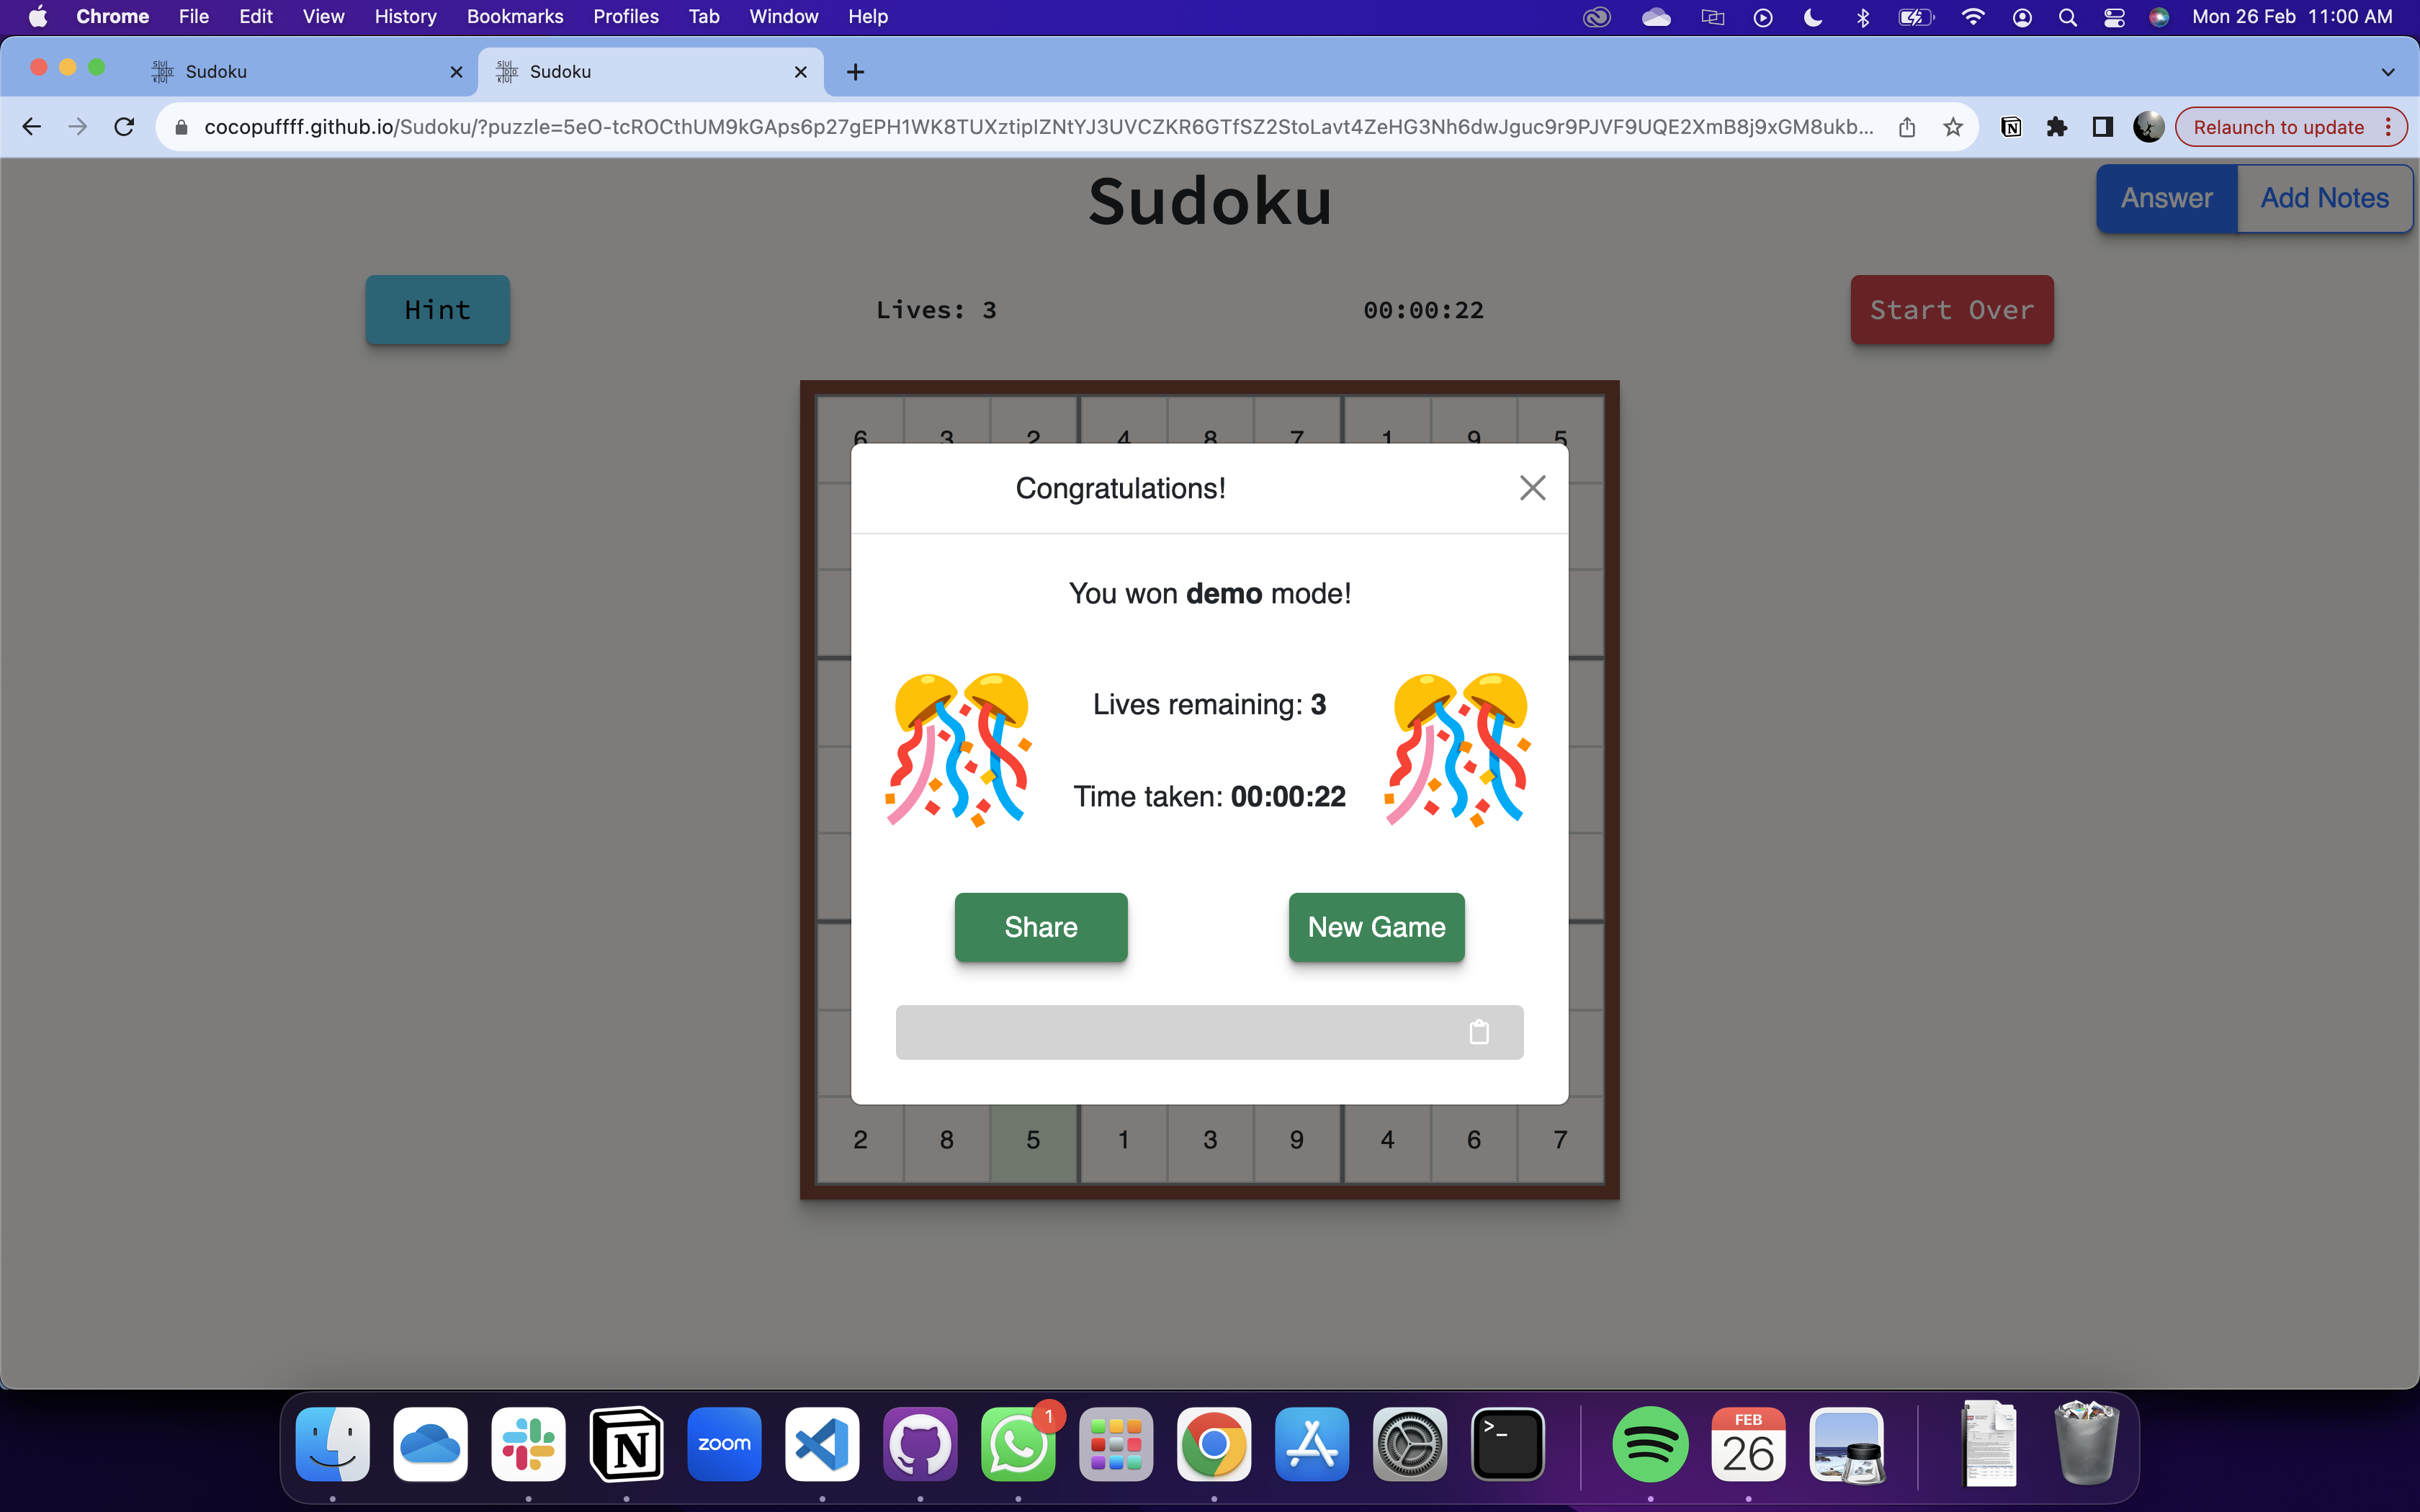 Chrome File Edit View History Bookmarks Profiles Tab Window Help Mon 26 Feb 11:00 AM
Sudoku Sudoku
cocopuffff.github.io/Sudoku/?puzzle=5eO-tcROCthUM9kGAps6p27gEPH1WK8TUXztipIZNtYJ3UVCZKR6GTfSZ2StoLavt4ZeHG3Nh6dwJguc9r9PJVF9UQE2XmB8j9xGM8ukb... Relaunch to update
Sudoku
Answer Add Notes
Hint Lives: 3 00:00:22 Start Over
6 3 2 4 8 7 1 9 5
Congratulations!
You won demo mode!
Lives remaining: 3
Time taken: 00:00:22
Share New Game
2 8 5 1 3 9 4 6 7
zoom
1
FEB
26